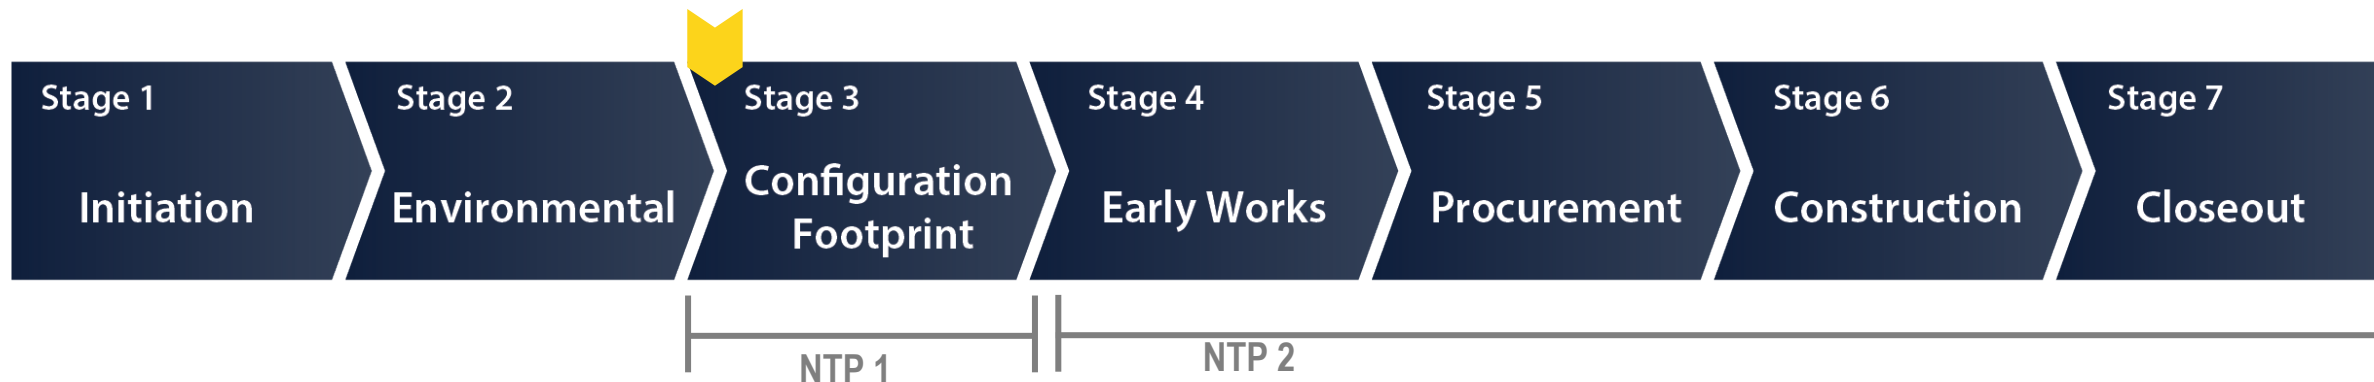 Stage 1
Initiation
Stage 2
Environmental
Stage 3
Configuration
Footprint
Stage 4
Early Works
Stage 5
Procurement
Stage 6
Construction
Stage 7
Closeout
NTP 1
NTP 2